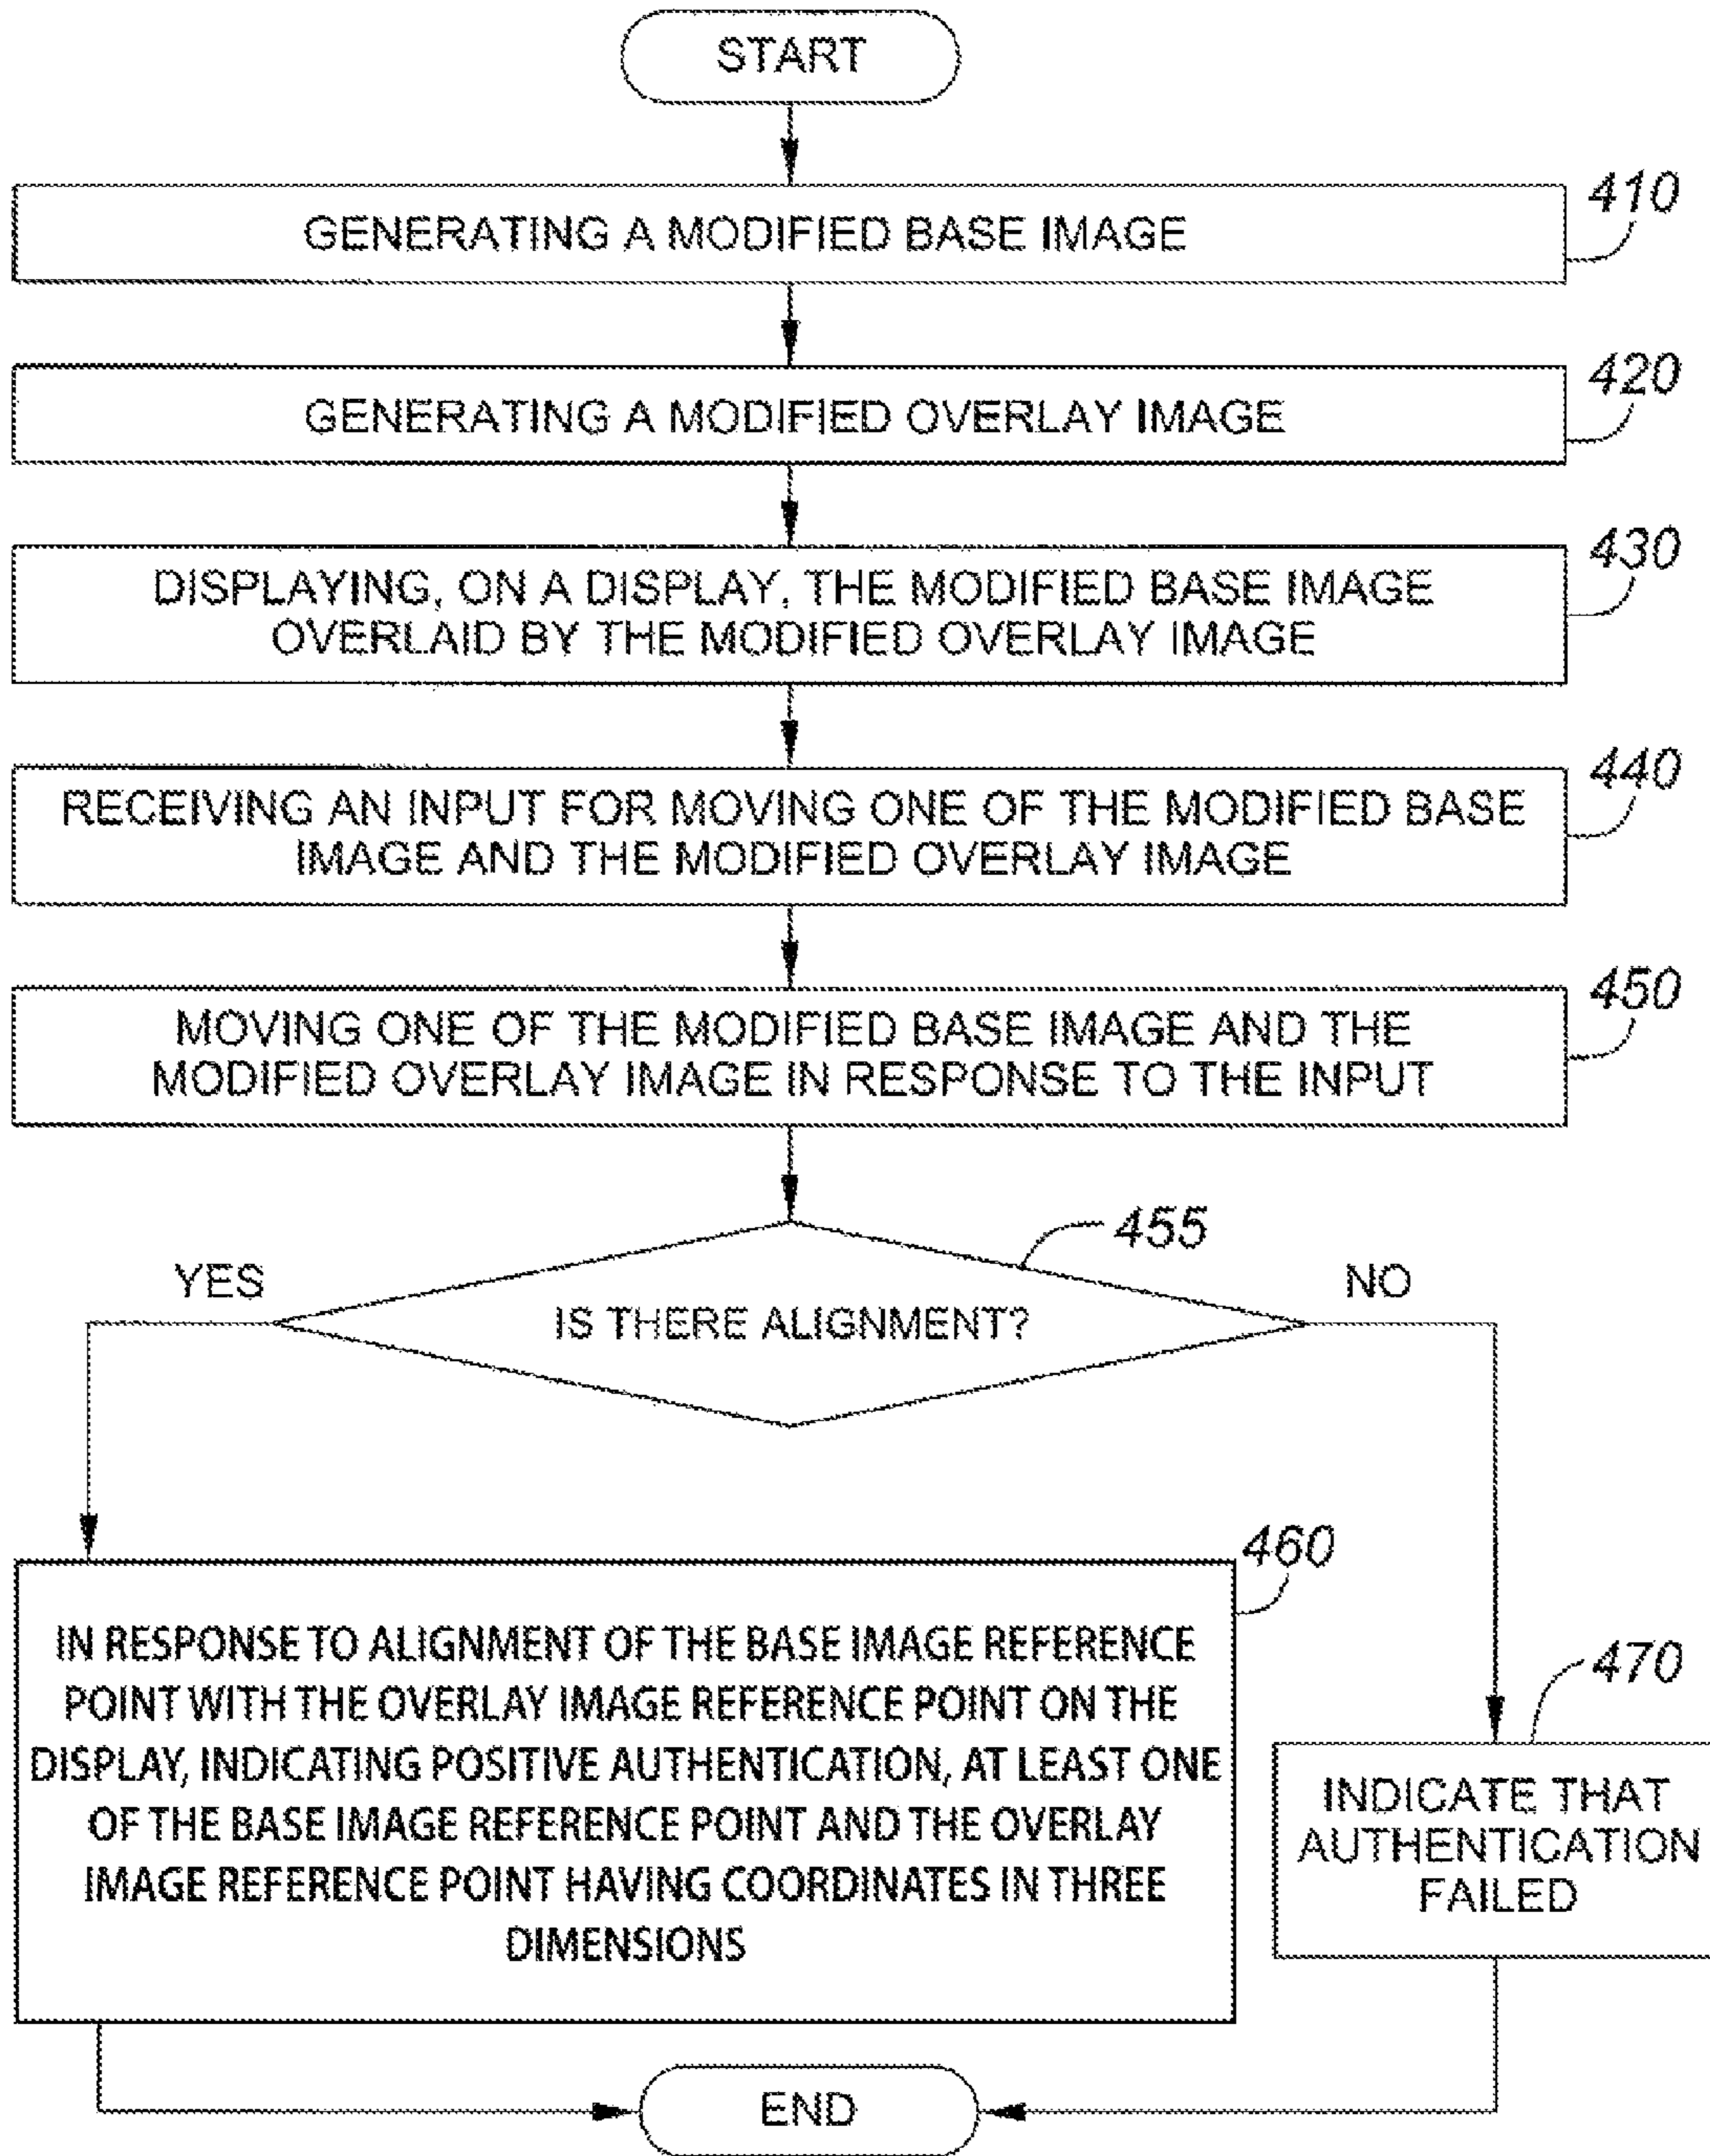 START
410
GENERATING A MODIFIED BASE IMAGE
420
GENERATING A MODIFIED OVERLAY IMAGE
430
DISPLAYING, ON A DISPLAY, THE MODIFIED BASE IMAGE
OVERLAID BY THE MODIFIED OVERLAY IMAGE
440
RECEIVING AN INPUT FOR MOVING ONE OF THE MODIFIED BASE
IMAGE AND THE MODIFIED OVERLAY IMAGE
450
MOVING ONE OF THE MODIFIED BASE IMAGE AND THE
MODIFIED OVERLAY IMAGE IN RESPONSE TO THE INPUT
455
YES
NO
IS THERE ALIGNMENT?
460
IN RESPONSE TO ALIGNMENT OF THE BASE IMAGE REFERENCE
POINT WITH THE OVERLAY IMAGE REFERENCE POINT ON THE
DISPLAY, INDICATING POSITIVE AUTHENTICATION, AT LEAST ONE
OF THE BASE IMAGE REFERENCE POINT AND THE OVERLAY
IMAGE REFERENCE POINT HAVING COORDINATES IN THREE
DIMENSIONS
470
INDICATE THAT
AUTHENTICATION
FAILED
END